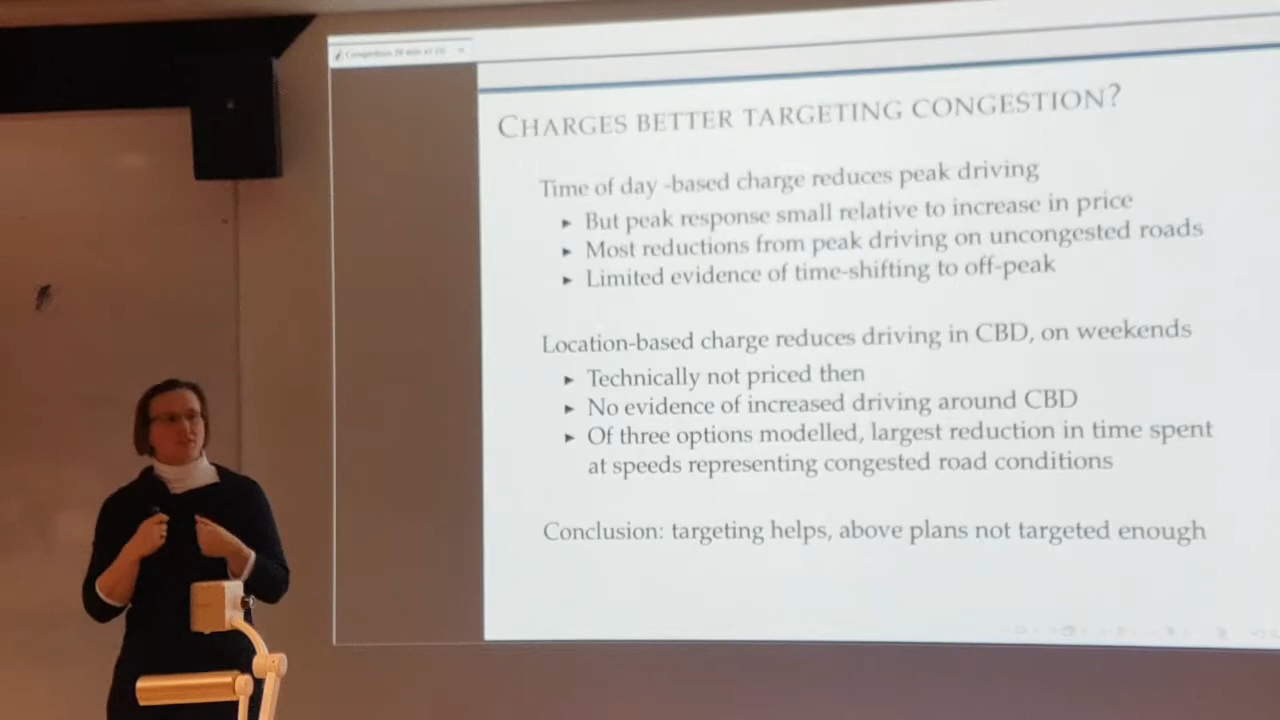 CHARGES BETTER TARGETING CONGESTION?
Time of day -based charge reduces peak driving
► But peak response small relative to increase in price
► Most reductions from peak driving on uncongested roads
► Limited evidence of time-shifting to off-peak
Location-based charge reduces driving in CBD, on weekends
► Technically not priced then
► No evidence of increased driving around CBD
► Of three options modelled, largest reduction in time spent
at speeds representing congested road conditions
Conclusion: targeting helps, above plans not targeted enough